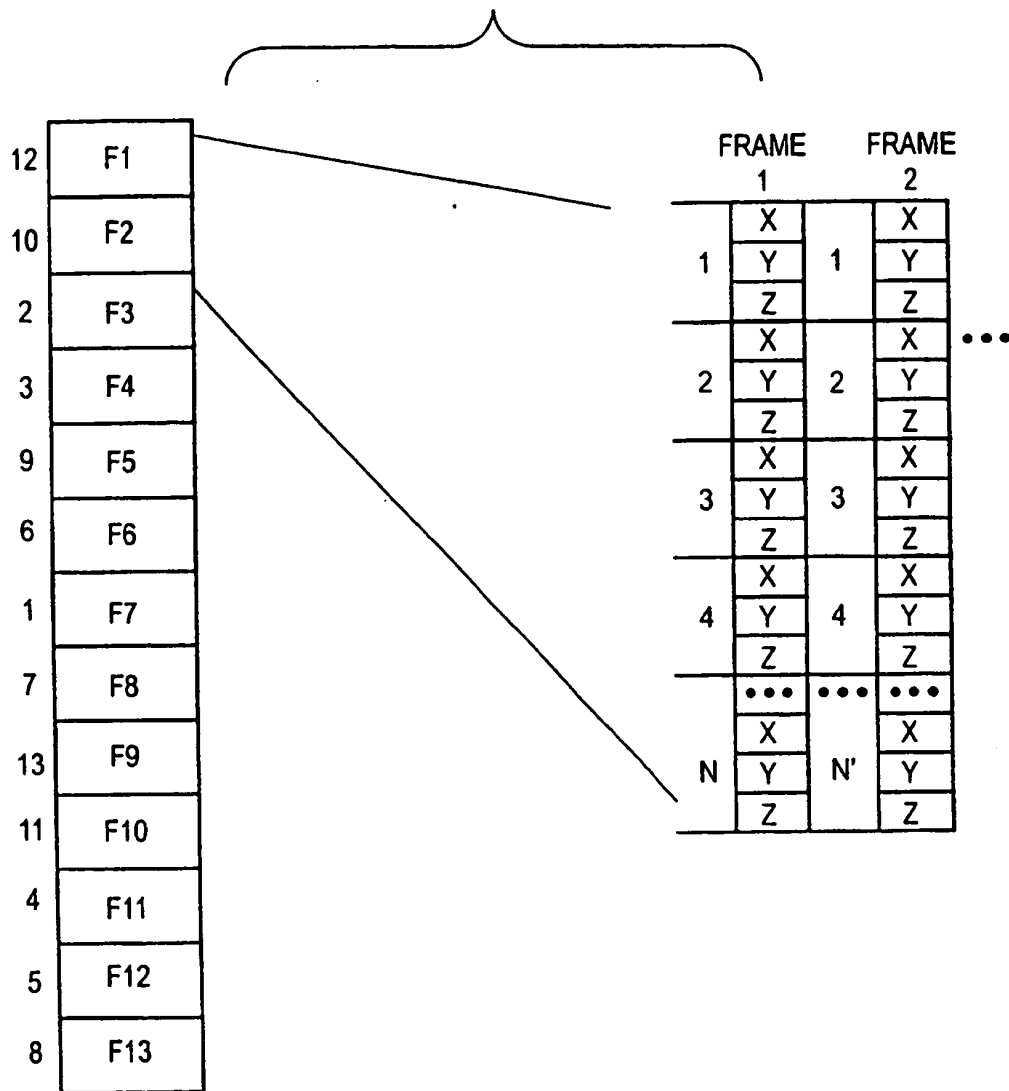 12 F1
10 F2
2 F3
3 F4
9 F5
6 F6
1 F7
7 F8
13 F9
11 F10
4 F11
5 F12
8 F13
FRAME FRAME
1 2
X X
1 Y 1 Y
Z Z
X X •••
2 Y 2 Y
Z Z
X X
3 Y 3 Y
Z Z
X X
4 Y 4 Y
Z Z
••• ••• •••
X X
N Y N' Y
Z Z